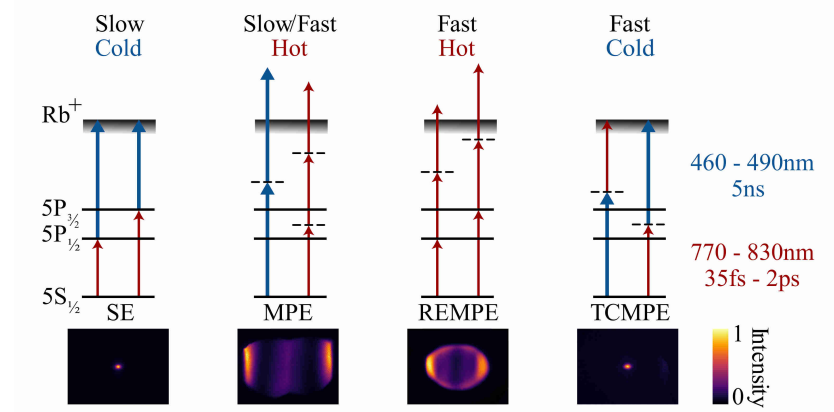 Slow Slow/Fast Fast Fast
Cold Hot Hot Cold
Rb⁺
460 - 490nm
5ns
5P₃⁄₂
5P₁⁄₂
770 - 830nm
35fs - 2ps
5S₁⁄₂
SE MPE REMPE TCMPE
1
Intensity
0